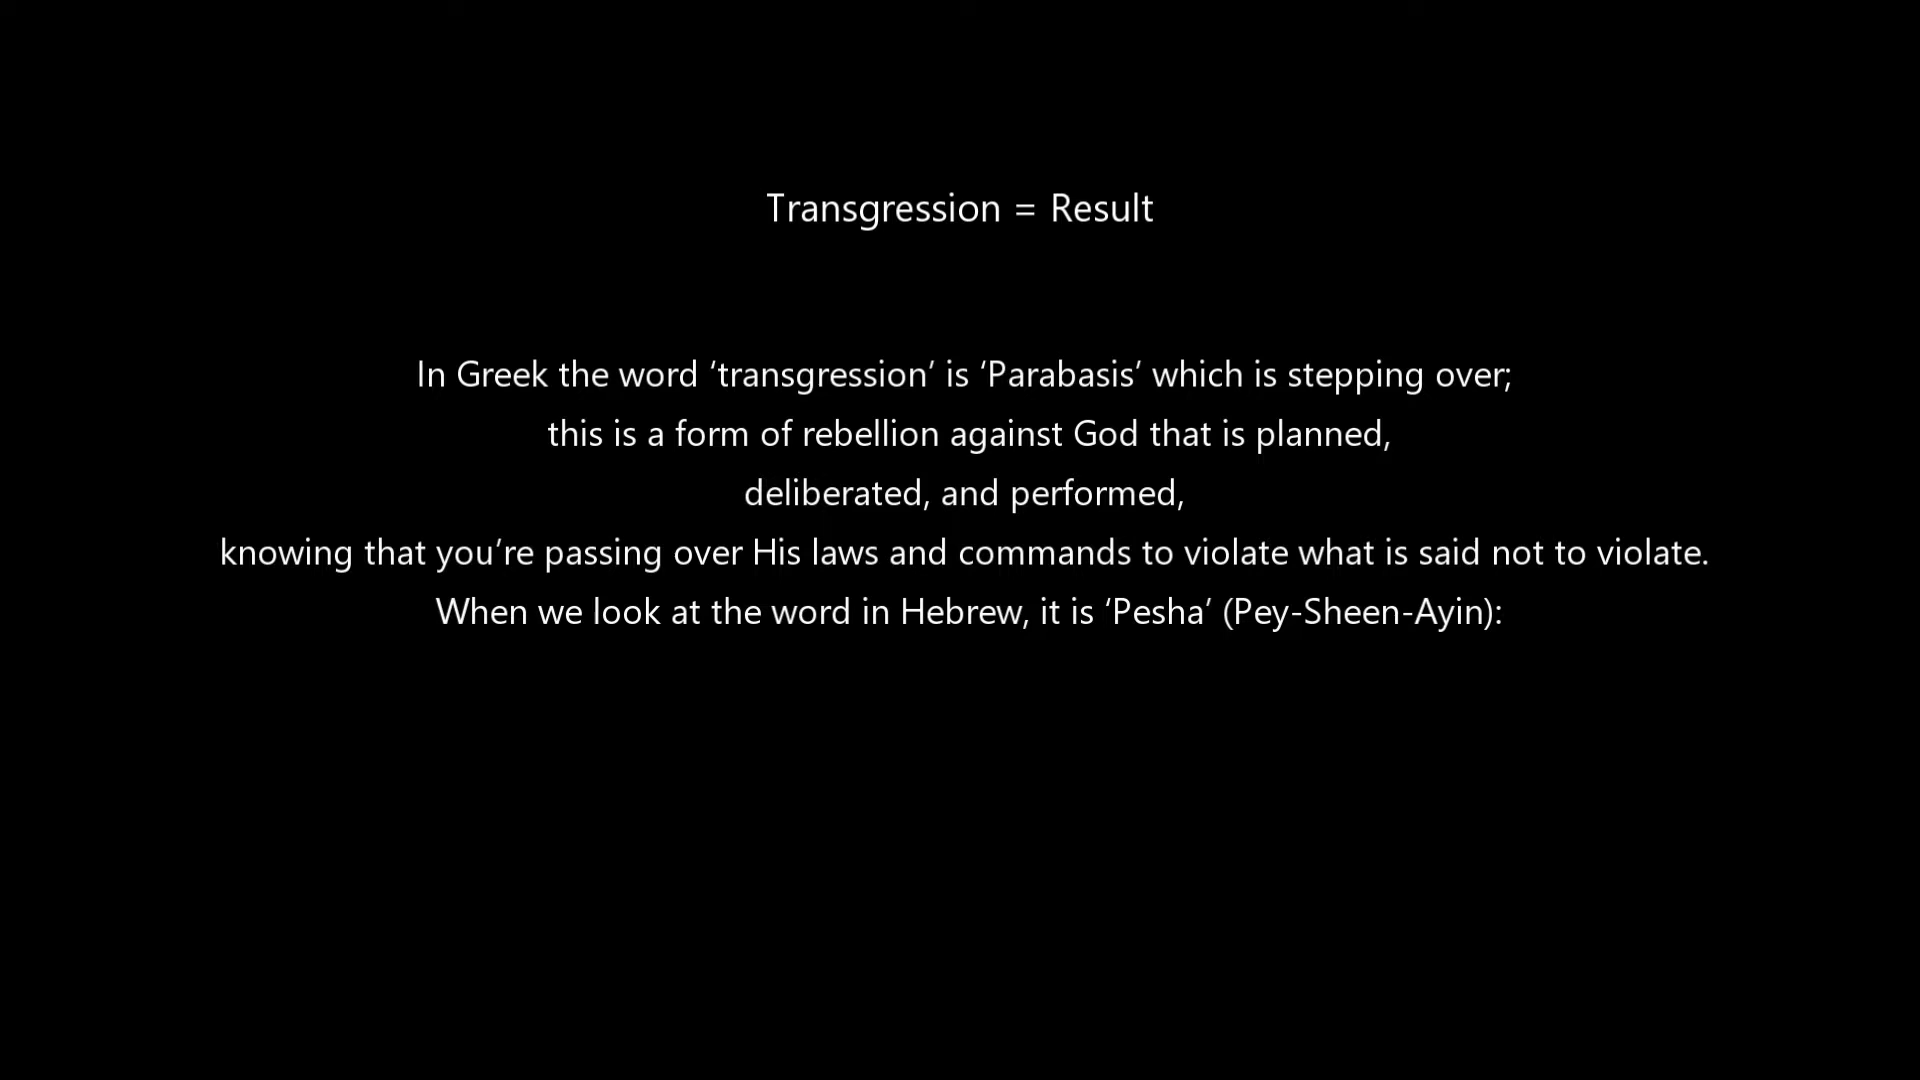 Transgression = Result
In Greek the word ‘transgression’ is ‘Parabasis’ which is stepping over;
this is a form of rebellion against God that is planned,
deliberated, and performed,
knowing that you’re passing over His laws and commands to violate what is said not to violate.
When we look at the word in Hebrew, it is ‘Pesha’ (Pey-Sheen-Ayin):